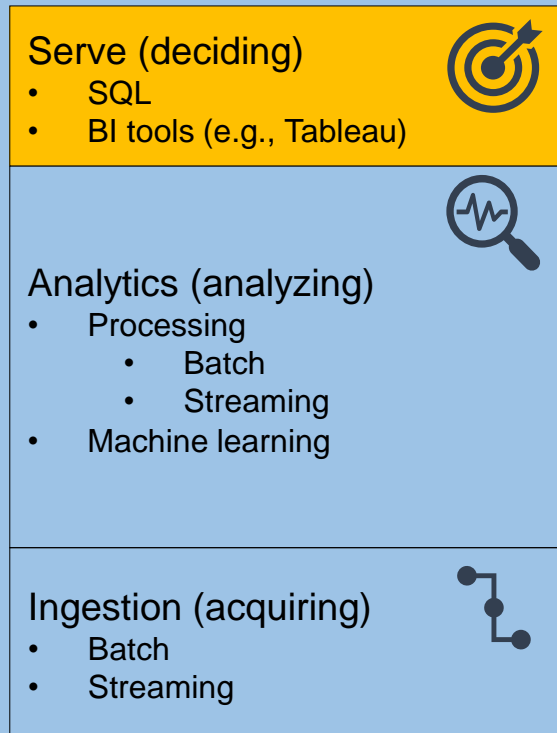 Serve (deciding)
• SQL
• BI tools (e.g., Tableau)
Analytics (analyzing)
• Processing
• Batch
• Streaming
• Machine learning
Ingestion (acquiring)
• Batch
• Streaming